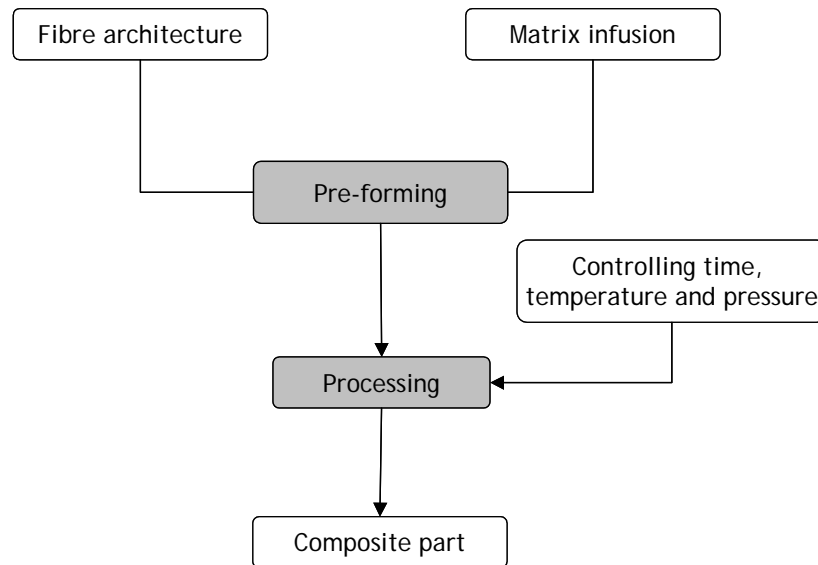 Fibre architecture
Matrix infusion
Pre-forming
Controlling time,
temperature and pressure
Processing
Composite part